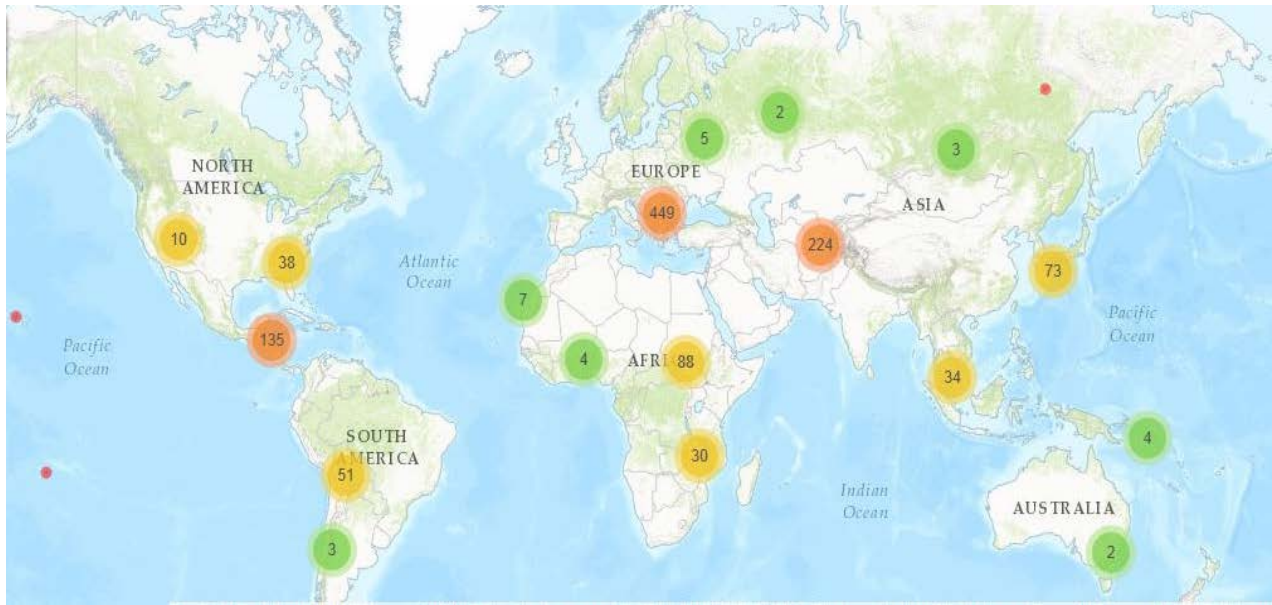 2
5
3
NORTH
AMERICA
EUROPE
ASIA
449
10
224
38
Atlantic
Ocean
73
7
Pacific
Ocean
135
Pacific
Ocean
4
AFRI
88
34
SOUTH
AMERICA
4
30
51
Indian
Ocean
AUSTRALIA
3
2